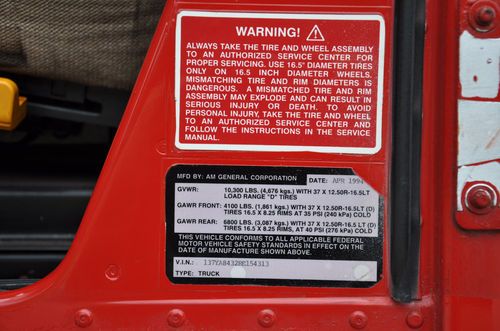 WARNING!
ALWAYS TAKE THE TIRE AND WHEEL ASSEMBLY
TO AN AUTHORIZED SERVICE CENTER FOR
PROPER SERVICING. USE 16.5" DIAMETER TIRES
ONLY ON 16.5 INCH DIAMETER WHEELS.
MISMATCHING TIRE AND RIM DIAMETERS IS
DANGEROUS. A MISMATCHED TIRE AND RIM
ASSEMBLY MAY EXPLODE AND CAN RESULT IN
SERIOUS INJURY OR DEATH. TO AVOID
PERSONAL INJURY, TAKE THE TIRE AND WHEEL
TO AN AUTHORIZED SERVICE CENTER AND
FOLLOW THE INSTRUCTIONS IN THE SERVICE
MANUAL.
MFD BY: AM GENERAL CORPORATION DATE: APR 1994
GVWR: 10,300 LBS. (4,676 kgs.) WITH 37 X 12.50R-16.5LT
LOAD RANGE "D" TIRES
GAWR FRONT: 4100 LBS. (1,861 kgs.) WITH 37 X 12.50R-16.5LT (D)
TIRES 16.5 X 8.25 RIMS AT 35 PSI (240 kPa) COLD
GAWR REAR: 6800 LBS. (3,087 kgs.) WITH 37 X 12.50R-16.5 LT (D)
TIRES 16.5 X 8.25 RIMS, AT 40 PSI (276 kPa) COLD
THIS VEHICLE CONFORMS TO ALL APPLICABLE FEDERAL
MOTOR VEHICLE SAFETY STANDARDS IN EFFECT ON THE
DATE OF MANUFACTURE SHOWN ABOVE.
V.I.N.:
TYPE: TRUCK